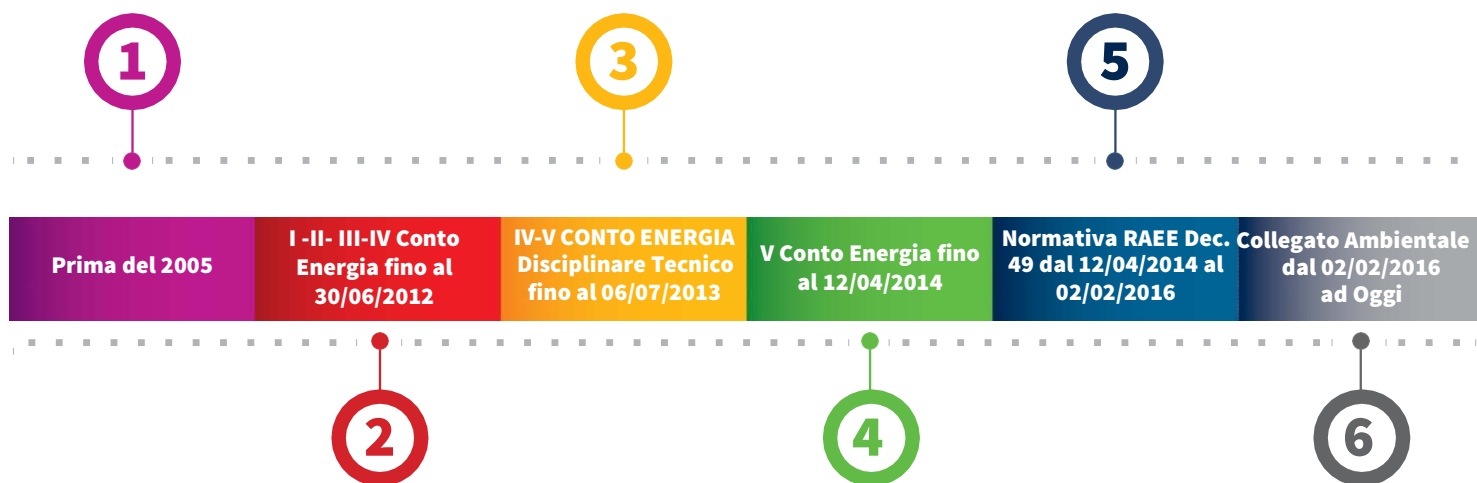 1
3
5
Prima del 2005
I -II- III-IV Conto
Energia fino al
30/06/2012
IV-V CONTO ENERGIA
Disciplinare Tecnico
fino al 06/07/2013
V Conto Energia fino
al 12/04/2014
Normativa RAEE Dec.
49 dal 12/04/2014 al
02/02/2016
Collegato Ambientale
dal 02/02/2016
ad Oggi
2
4
6